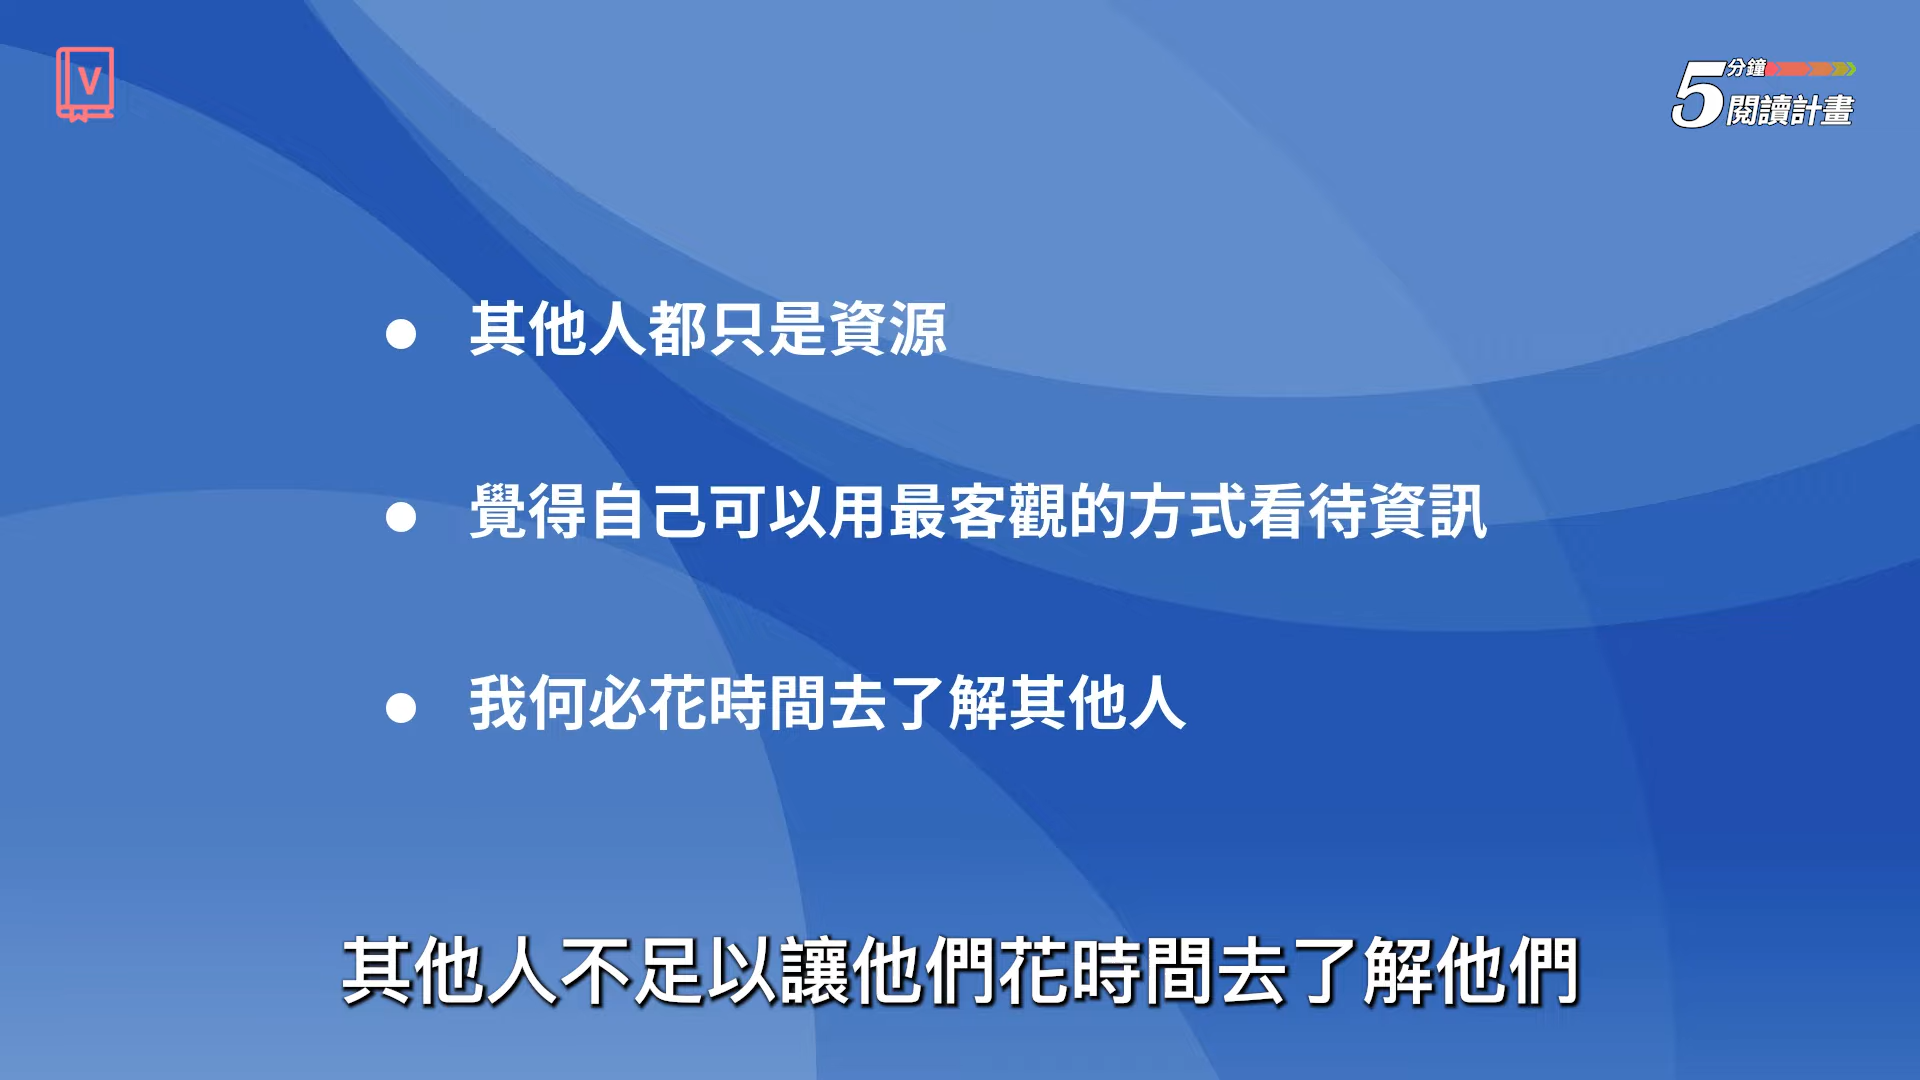 V
5分鐘
閱讀計畫
其他人都只是資源
覺得自己可以用最客觀的方式看待資訊
我何必花時間去了解其他人
其他人不足以讓他們花時間去了解他們